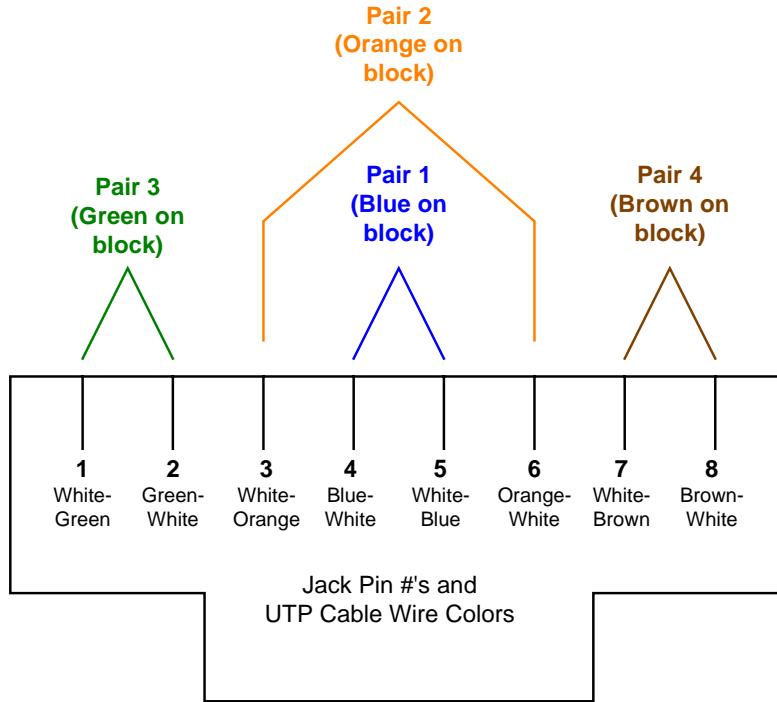 Pair 2
(Orange on
block)
Pair 3
(Green on
block)
Pair 1
(Blue on
block)
Pair 4
(Brown on
block)
1
White-
Green
2
Green-
White
3
White-
Orange
4
Blue-
White
5
White-
Blue
6
Orange-
White
7
White-
Brown
8
Brown-
White
Jack Pin #'s and
UTP Cable Wire Colors